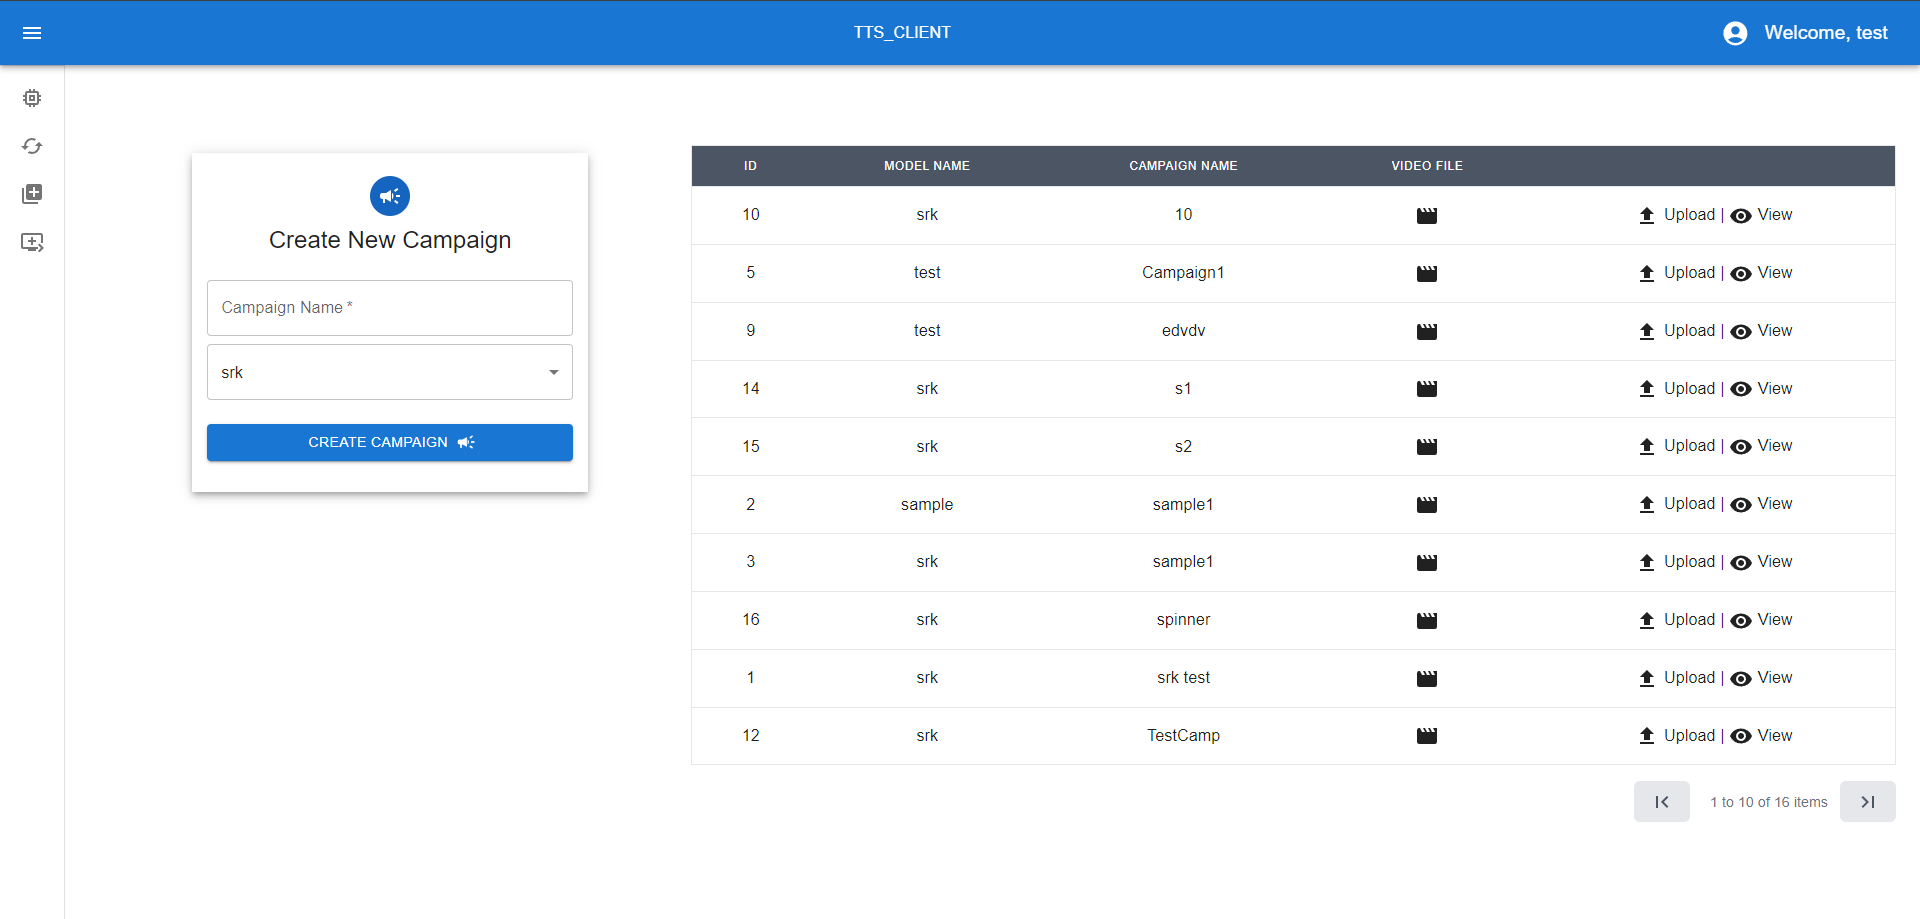 TTS_CLIENT
Welcome, test
Create New Campaign
Campaign Name *
srk
CREATE CAMPAIGN
ID MODEL NAME CAMPAIGN NAME VIDEO FILE
10 srk 10 Upload | View
5 test Campaign1 Upload | View
9 test edvdv Upload | View
14 srk s1 Upload | View
15 srk s2 Upload | View
2 sample sample1 Upload | View
3 srk sample1 Upload | View
16 srk spinner Upload | View
1 srk srk test Upload | View
12 srk TestCamp Upload | View
1 to 10 of 16 items